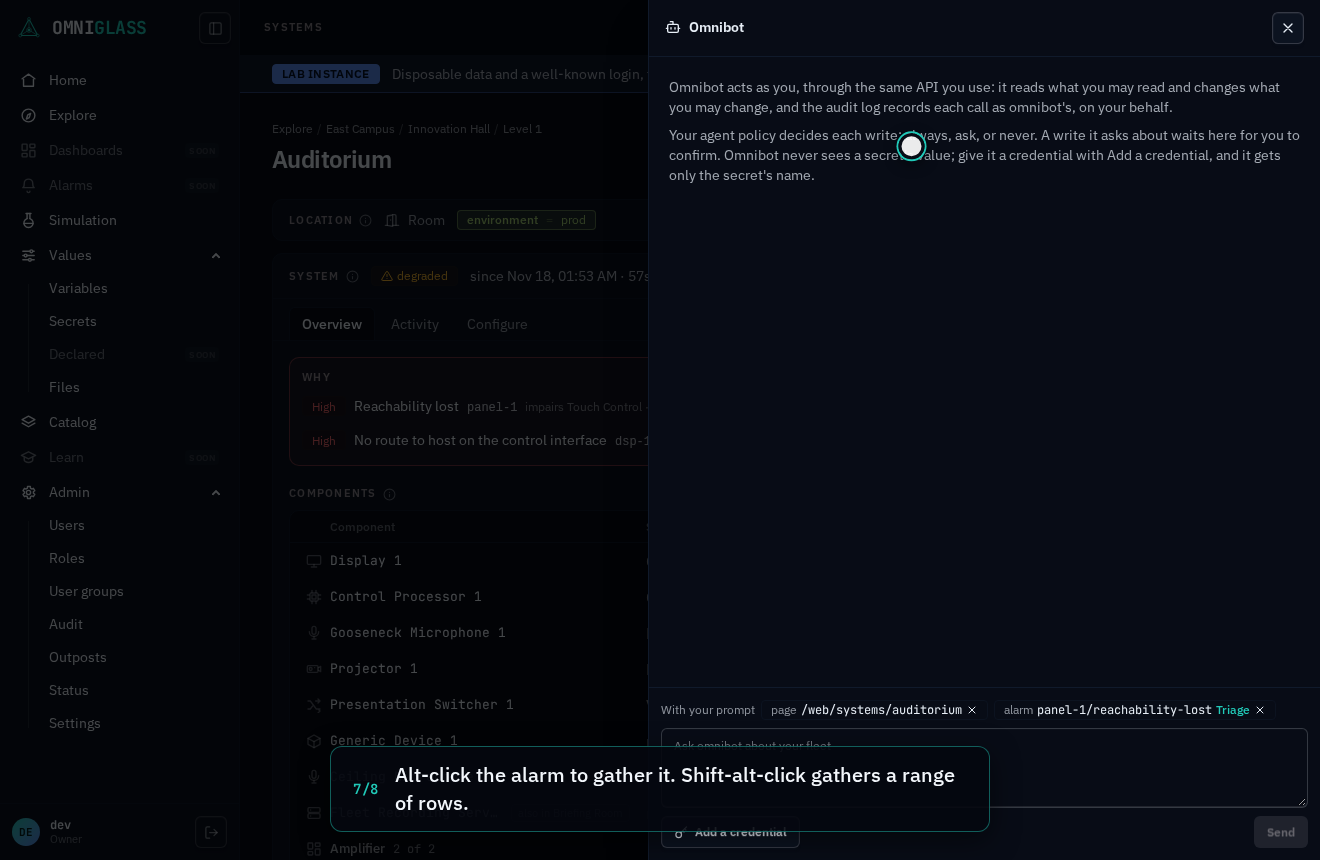 OMNIGLASS
SYSTEMS
Omnibot
LAB INSTANCE Disposable data and a well-known login,
Home
Explore
Dashboards SOON
Alarms SOON
Simulation
Values
Variables
Secrets
Declared SOON
Files
Catalog
Learn SOON
Admin
Users
Roles
User groups
Audit
Outposts
Status
Settings
DE dev
Owner
Explore / East Campus / Innovation Hall / Level 1
Auditorium
LOCATION Room environment = prod
SYSTEM degraded since Nov 18, 01:53 AM · 57s
Overview Activity Configure
WHY
High Reachability lost panel-1 impairs Touch Control
High No route to host on the control interface dsp-1
COMPONENTS
Component
Display 1
Control Processor 1
Gooseneck Microphone 1
Projector 1
Presentation Switcher 1
Generic Device 1
Amplifier 2 of 2
Omnibot acts as you, through the same API you use: it reads what you may read and changes what
you may change, and the audit log records each call as omnibot's, on your behalf.
Your agent policy decides each write: always, ask, or never. A write it asks about waits here for you to
confirm. Omnibot never sees a secret value; give it a credential with Add a credential, and it gets
only the secret's name.
With your prompt page /web/systems/auditorium alarm panel-1/reachability-lost Triage
Ask omnibot about your fleet
7/8 Alt-click the alarm to gather it. Shift-alt-click gathers a range
of rows.
Add a credential Send